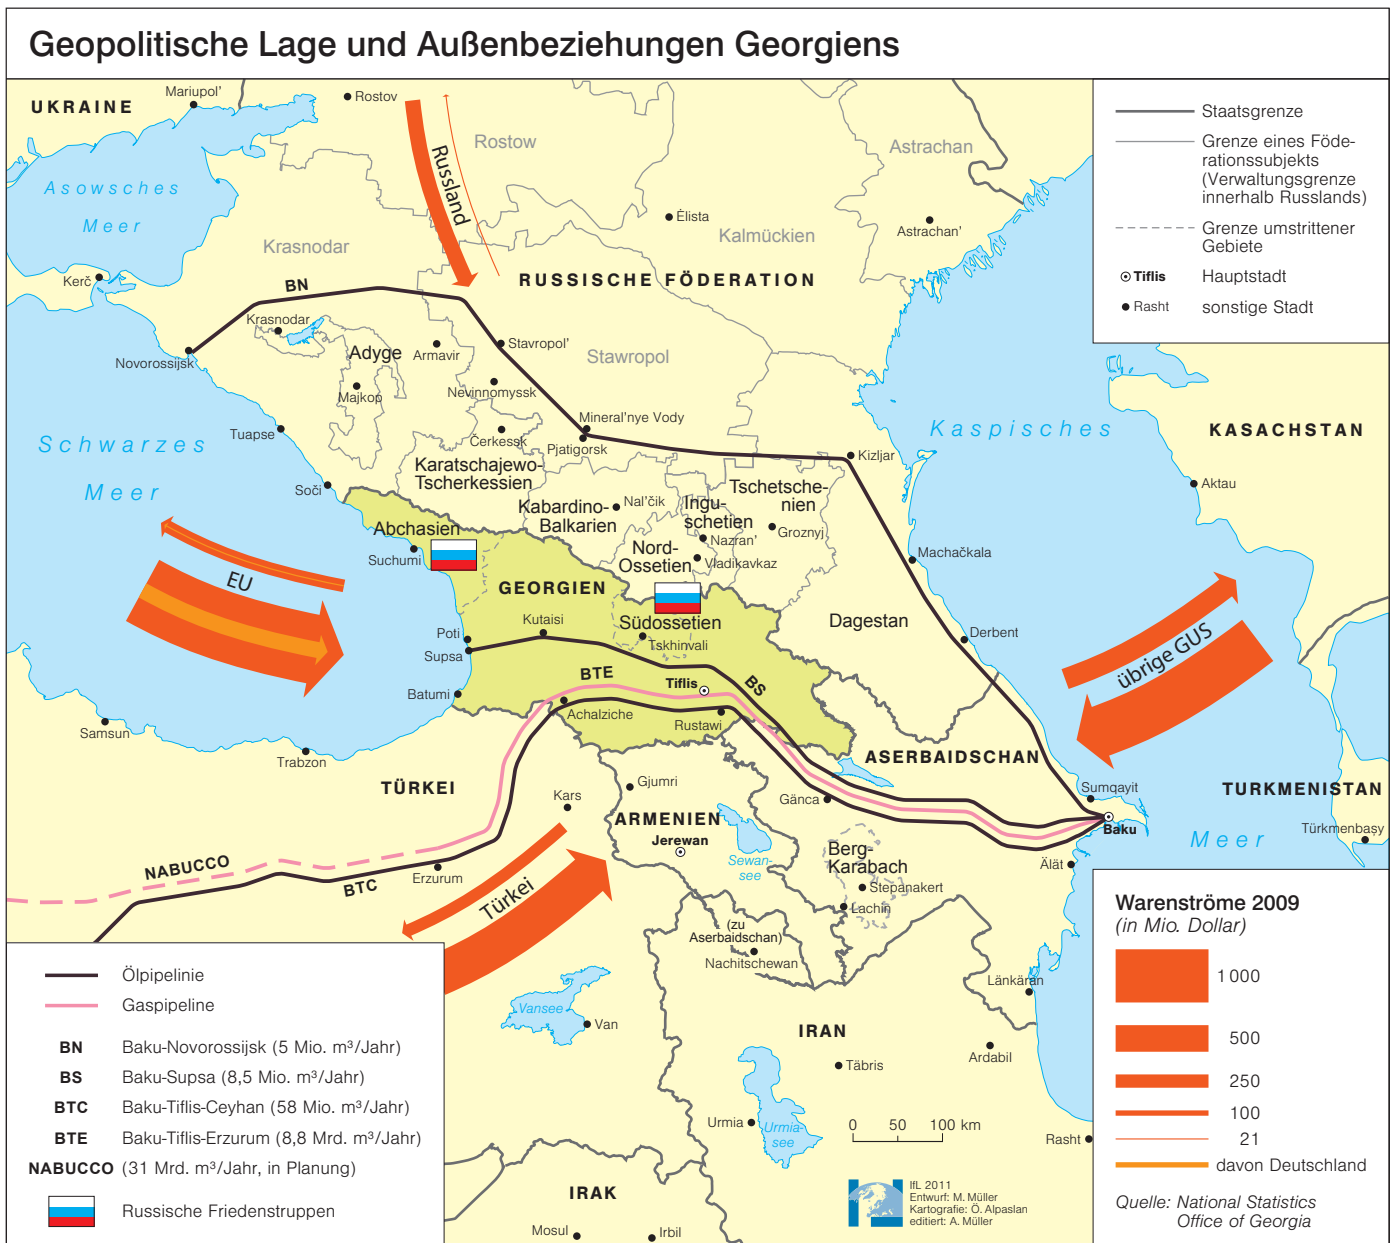 Geopolitische Lage und Außenbeziehungen Georgiens
UKRAINE
Mariupol'
Rostov
Rostow
Astrachan
Asowsches
Meer
Russland
Élista
Kalmückien
Astrachan'
Krasnodar
Kerč
BN
RUSSISCHE FÖDERATION
Krasnodar
Novorossijsk
Adyge
Armavir
Stavropol'
Stawropol
Majkop
Nevinnomyssk
Tuapse
Mineral'nye Vody
Čerkessk
Pjatigorsk
Kizljar
Schwarzes
Meer
Kaspisches
KASACHSTAN
Aktau
Karatschajewo-
Tscherkessien
Soči
Kabardino-
Balkarien
Nal'čik
Ingu-
schetien
Nazran'
Tschetsche-
nien
Groznyj
Abchasien
Suchumi
Nord-
Ossetien
Vladikavkaz
Machačkala
EU
GEORGIEN
Kutaisi
Südossetien
Tskhinvali
Dagestan
Derbent
übrige GUS
Poti
Supsa
BTE
Tiflis
BS
Batumi
Achalziche
Rustawi
Samsun
Trabzon
TÜRKEI
ASERBAIDSCHAN
Sumqayit
TURKMENISTAN
Gjumri
Kars
Gänca
ARMENIEN
Jerewan
Baku
Meer
Türkmenbaşy
Sewan-
see
Berg-
Karabach
Stepanakert
Lachin
Älät
NABUCCO
BTC
Erzurum
Türkei
(zu
Aserbaidschan)
Nachitschewan
Länkäran
Vansee
Van
IRAN
Täbris
Ardabil
Urmia
Urmia-
see
Rasht
IRAK
Mosul
Irbil
0 50 100 km
Staatsgrenze
Grenze eines Föde-
rationssubjekts
(Verwaltungsgrenze
innerhalb Russlands)
Grenze umstrittener
Gebiete
Tiflis Hauptstadt
Rasht sonstige Stadt
Ölpipelinie
Gaspipeline
BN Baku-Novorossijsk (5 Mio. m³/Jahr)
BS Baku-Supsa (8,5 Mio. m³/Jahr)
BTC Baku-Tiflis-Ceyhan (58 Mio. m³/Jahr)
BTE Baku-Tiflis-Erzurum (8,8 Mrd. m³/Jahr)
NABUCCO (31 Mrd. m³/Jahr, in Planung)
Russische Friedenstruppen
Warenströme 2009
(in Mio. Dollar)
1 000
500
250
100
21
davon Deutschland
Quelle: National Statistics
Office of Georgia
IfL 2011
Entwurf: M. Müller
Kartografie: Ö. Alpaslan
editiert: A. Müller